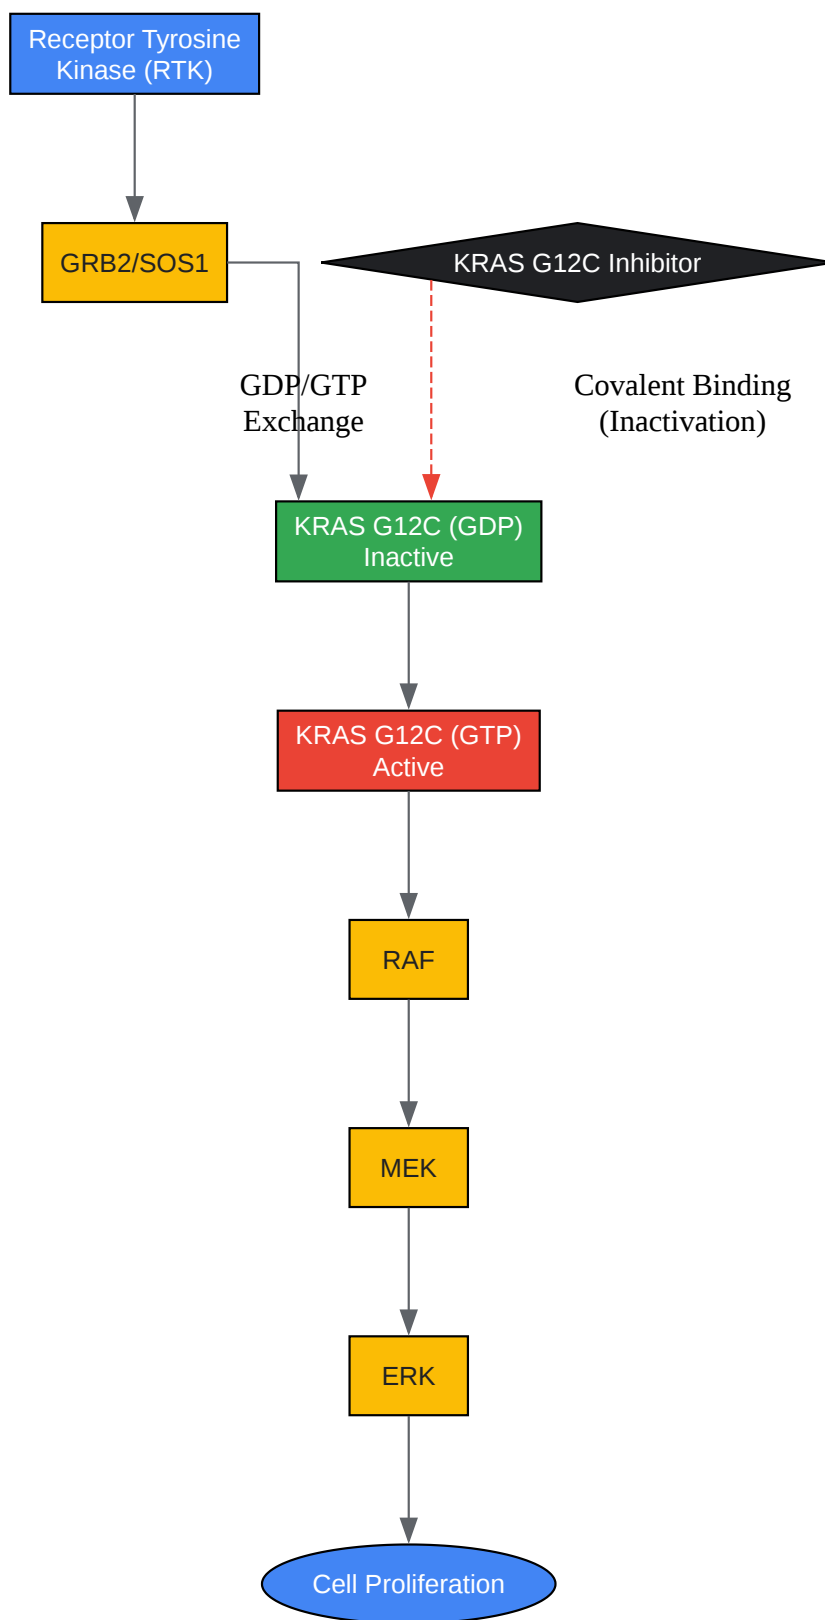 Receptor Tyrosine
Kinase (RTK)
GRB2/SOS1
KRAS G12C Inhibitor
GDP/GTP
Exchange
Covalent Binding
(Inactivation)
KRAS G12C (GDP)
Inactive
KRAS G12C (GTP)
Active
RAF
MEK
ERK
Cell Proliferation